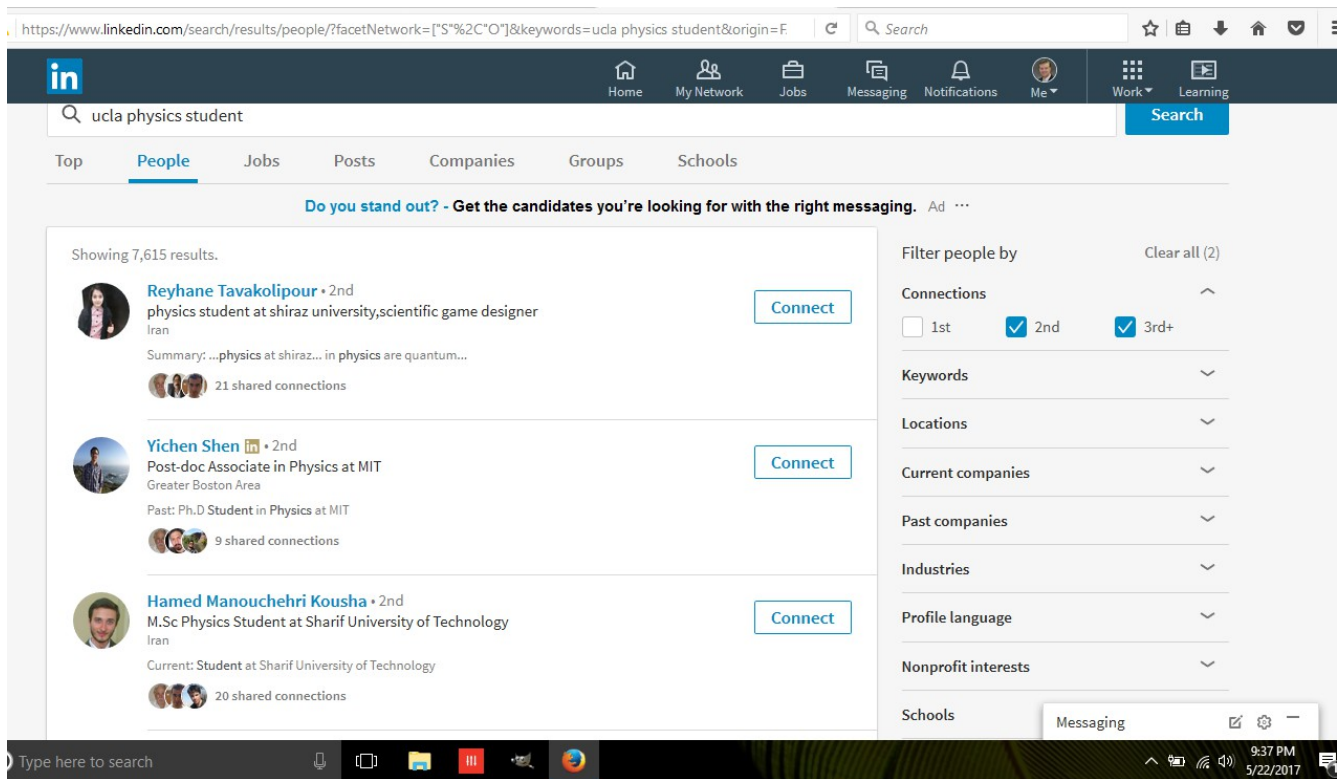 https://www.linkedin.com/search/results/people/?facetNetwork=["S"%2C"O"]&keywords=ucla physics student&origin=F
Search
in
Home
My Network
Jobs
Messaging
Notifications
Me
Work
Learning
ucla physics student
Search
Top
People
Jobs
Posts
Companies
Groups
Schools
Do you stand out? - Get the candidates you're looking for with the right messaging. Ad ...
Showing 7,615 results.
Reyhane Tavakolipour • 2nd
physics student at shiraz university,scientific game designer
Iran
Summary: ...physics at shiraz... in physics are quantum...
21 shared connections
Connect
Yichen Shen in • 2nd
Post-doc Associate in Physics at MIT
Greater Boston Area
Past: Ph.D Student in Physics at MIT
9 shared connections
Connect
Hamed Manouchehri Kousha • 2nd
M.Sc Physics Student at Sharif University of Technology
Iran
Current: Student at Sharif University of Technology
20 shared connections
Connect
Filter people by
Clear all (2)
Connections
1st
2nd
3rd+
Keywords
Locations
Current companies
Past companies
Industries
Profile language
Nonprofit interests
Schools
Messaging
Type here to search
9:37 PM
5/22/2017